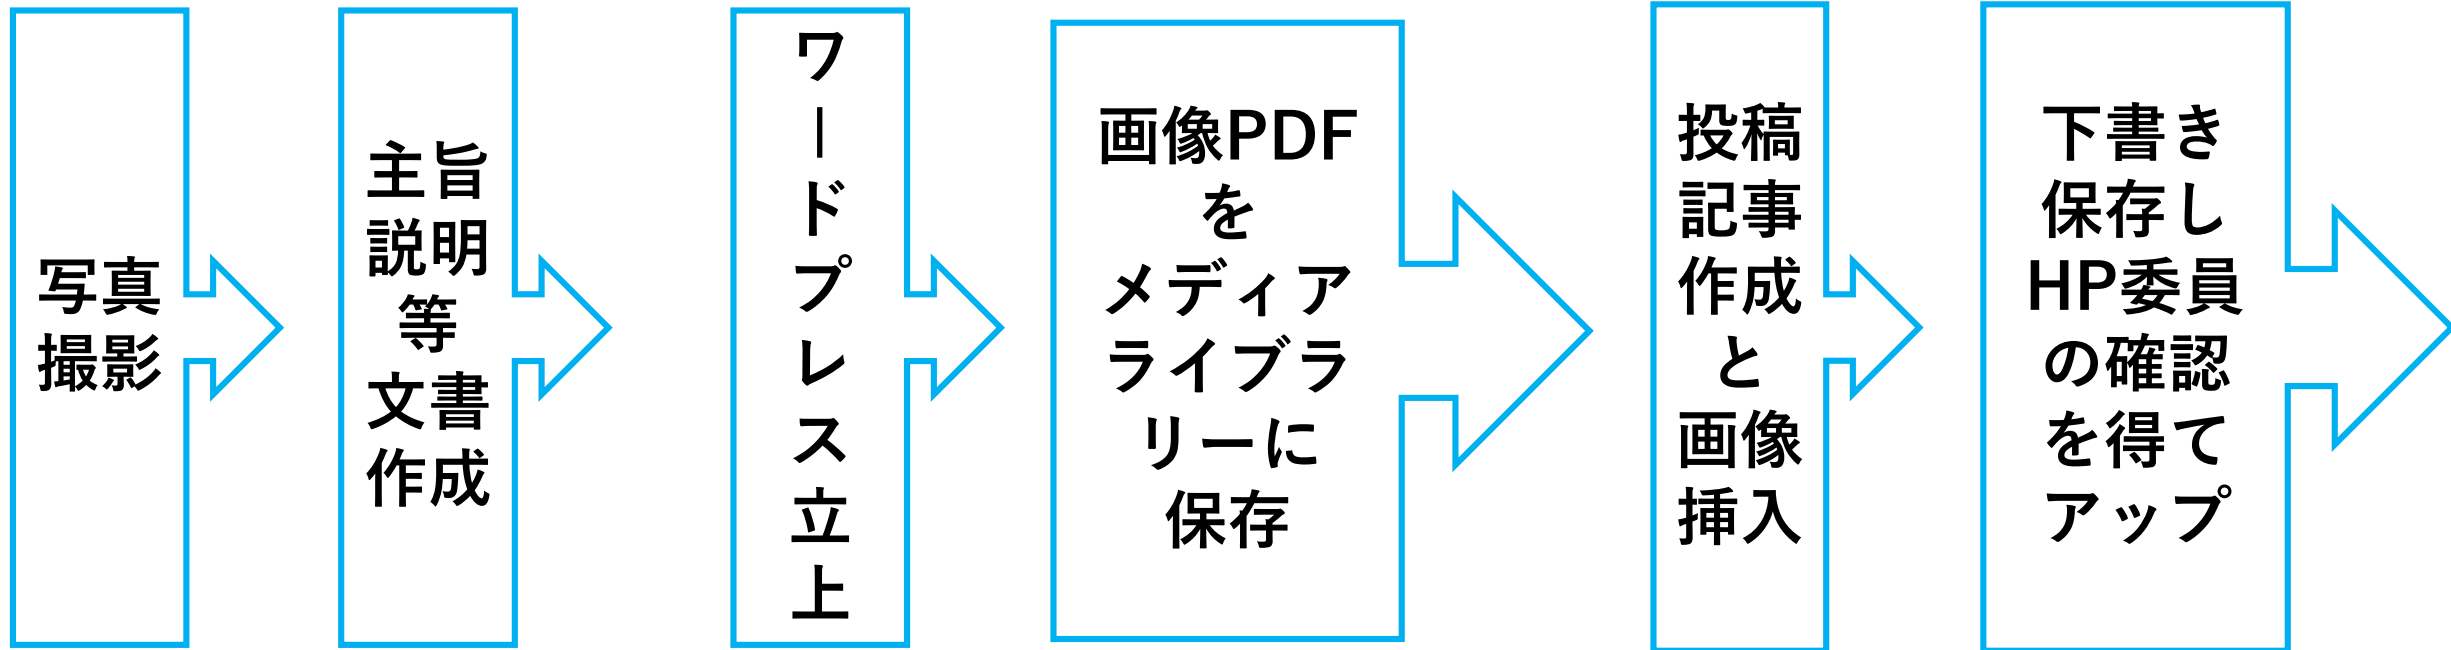 写真
撮影
主旨
説明
等
文書
作成
ワードプレス立上
画像PDF
を
メディア
ライブラ
リーに
保存
投稿
記事
作成
と
画像
挿入
下書き
保存し
HP委員
の確認
を得て
アップ